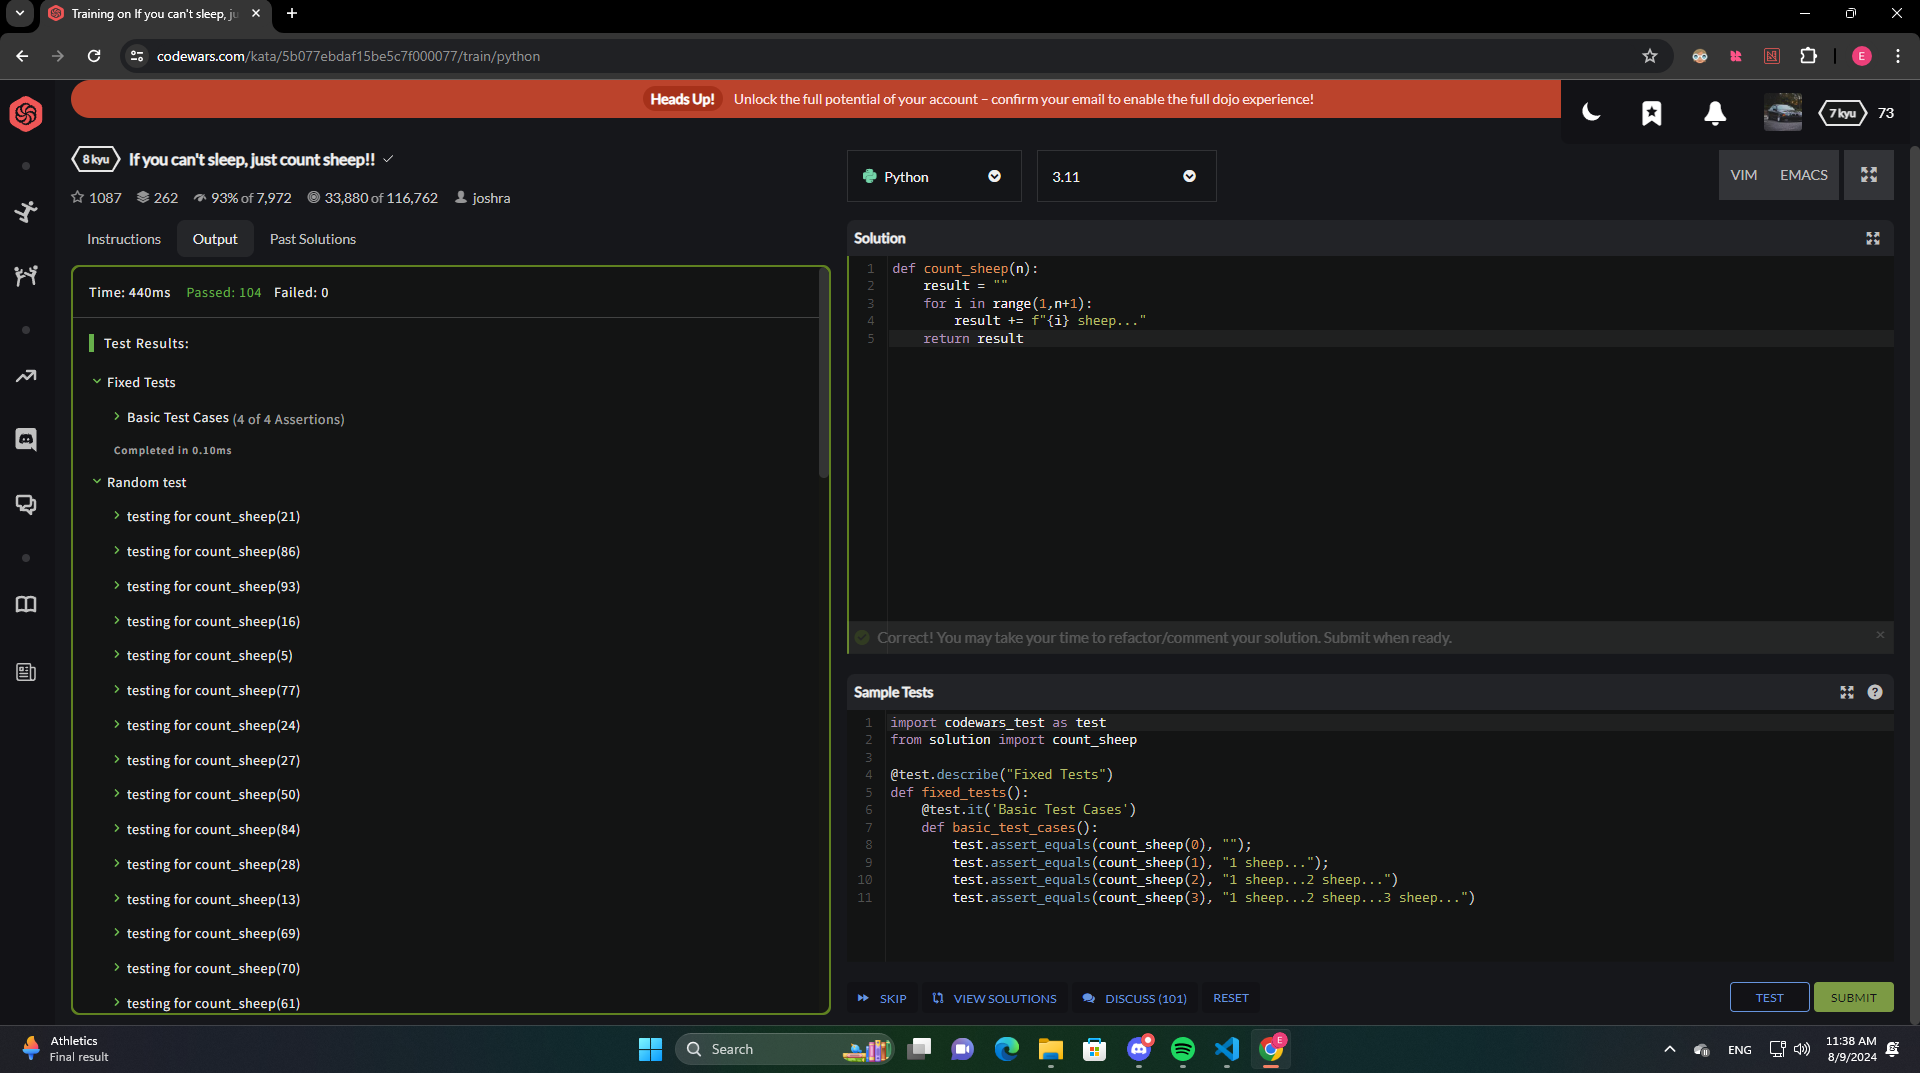 Training on If you can't sleep, ju
codewars.com/kata/5b077ebdaf15be5c7f000077/train/python
E
Heads Up! Unlock the full potential of your account – confirm your email to enable the full dojo experience!
7 kyu 73
8 kyu If you can't sleep, just count sheep!!
1087 262 93% of 7,972 33,880 of 116,762 joshra
Python
3.11
VIM EMACS
Instructions Output Past Solutions
Time: 440ms Passed: 104 Failed: 0
Test Results:
Fixed Tests
Basic Test Cases (4 of 4 Assertions)
Completed in 0.10ms
Random test
testing for count_sheep(21)
testing for count_sheep(86)
testing for count_sheep(93)
testing for count_sheep(16)
testing for count_sheep(5)
testing for count_sheep(77)
testing for count_sheep(24)
testing for count_sheep(27)
testing for count_sheep(50)
testing for count_sheep(84)
testing for count_sheep(28)
testing for count_sheep(13)
testing for count_sheep(69)
testing for count_sheep(70)
testing for count_sheep(61)
Solution
1 def count_sheep(n):
2     result = ""
3     for i in range(1,n+1):
4         result += f"{i} sheep..."
5     return result
Correct! You may take your time to refactor/comment your solution. Submit when ready.
Sample Tests
1 import codewars_test as test
2 from solution import count_sheep
3
4 @test.describe("Fixed Tests")
5 def fixed_tests():
6     @test.it('Basic Test Cases')
7     def basic_test_cases():
8         test.assert_equals(count_sheep(0), "");
9         test.assert_equals(count_sheep(1), "1 sheep...");
10         test.assert_equals(count_sheep(2), "1 sheep...2 sheep...")
11         test.assert_equals(count_sheep(3), "1 sheep...2 sheep...3 sheep...")
SKIP VIEW SOLUTIONS DISCUSS (101) RESET
TEST SUBMIT
Athletics
Final result
Search
E
ENG
11:38 AM
8/9/2024